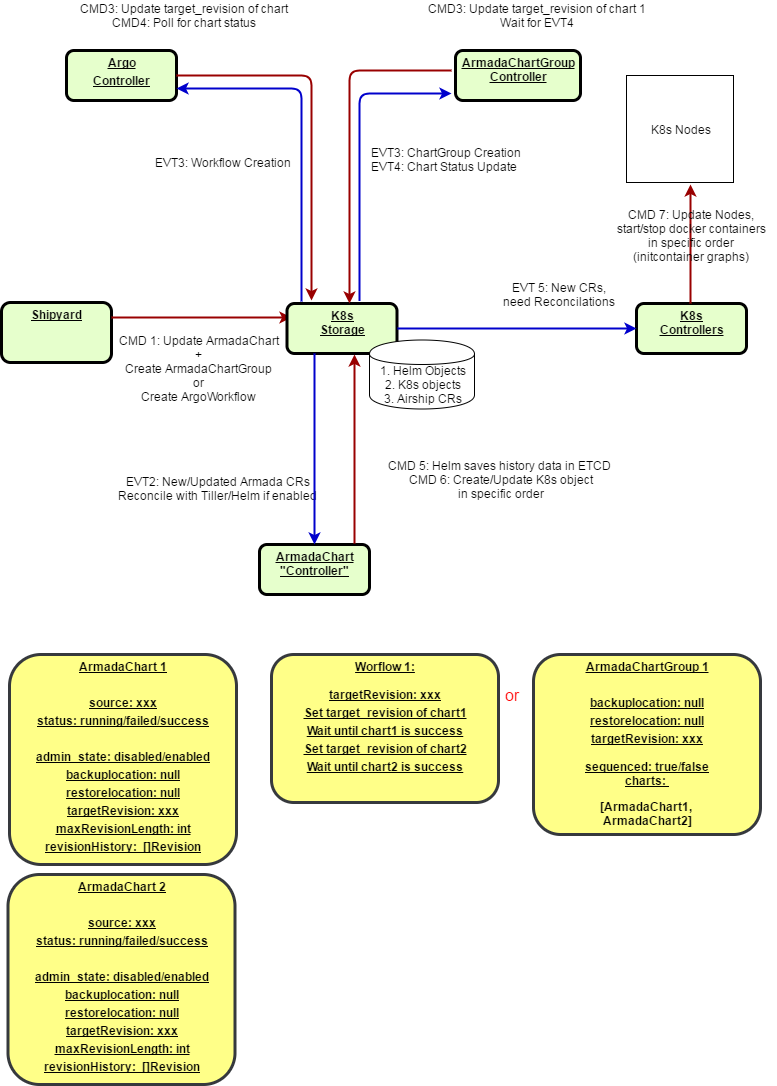 CMD3: Update target_revision of chart
CMD4: Poll for chart status
CMD3: Update target_revision of chart 1
Wait for EVT4
Argo
Controller
ArmadaChartGroup
Controller
K8s Nodes
EVT3: Workflow Creation
EVT3: ChartGroup Creation
EVT4: Chart Status Update
CMD 7: Update Nodes,
start/stop docker containers
in specific order
(initcontainer graphs)
EVT 5: New CRs,
need Reconcilations
Shipyard
K8s
Storage
K8s
Controllers
CMD 1: Update ArmadaChart
+
Create ArmadaChartGroup
or
Create ArgoWorkflow
1. Helm Objects
2. K8s objects
3. Airship CRs
EVT2: New/Updated Armada CRs
Reconcile with Tiller/Helm if enabled
CMD 5: Helm saves history data in ETCD
CMD 6: Create/Update K8s object
in specific order
ArmadaChart
"Controller"
ArmadaChart 1
source: xxx
status: running/failed/success
admin_state: disabled/enabled
backuplocation: null
restorelocation: null
targetRevision: xxx
maxRevisionLength: int
revisionHistory: []Revision
Worflow 1:
targetRevision: xxx
Set target_revision of chart1
Wait until chart1 is success
Set target_revision of chart2
Wait until chart2 is success
or
ArmadaChartGroup 1
backuplocation: null
restorelocation: null
targetRevision: xxx
sequenced: true/false
charts:
[ArmadaChart1,
ArmadaChart2]
ArmadaChart 2
source: xxx
status: running/failed/success
admin_state: disabled/enabled
backuplocation: null
restorelocation: null
targetRevision: xxx
maxRevisionLength: int
revisionHistory: []Revision